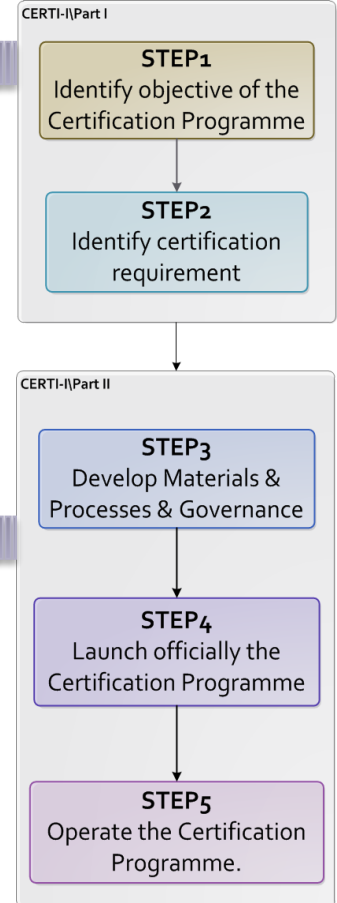 CERTI-I\Part I
STEP1
Identify objective of the
Certification Programme
STEP2
Identify certification
requirement
CERTI-I\Part II
STEP3
Develop Materials &
Processes & Governance
STEP4
Launch officially the
Certification Programme
STEP5
Operate the Certification
Programme.